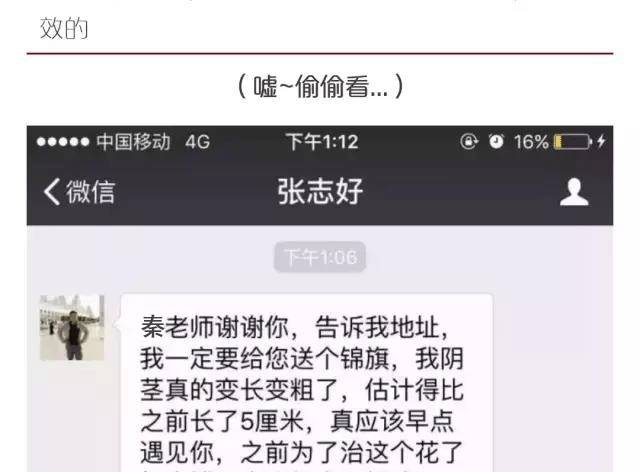 效的
（嘘~偷偷看...）
中国移动 4G 下午1:12 16%
微信 张志好
下午1:06
秦老师谢谢你，告诉我地址，
我一定要给您送个锦旗，我阴
茎真的变长变粗了，估计得比
之前长了5厘米，真应该早点
遇见你，之前为了治这个花了